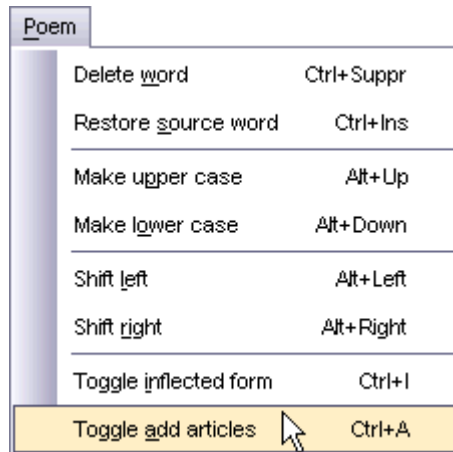 Poem
Delete word Ctrl+Suppr
Restore source word Ctrl+Ins
Make upper case Alt+Up
Make lower case Alt+Down
Shift left Alt+Left
Shift right Alt+Right
Toggle inflected form Ctrl+I
Toggle add articles Ctrl+A